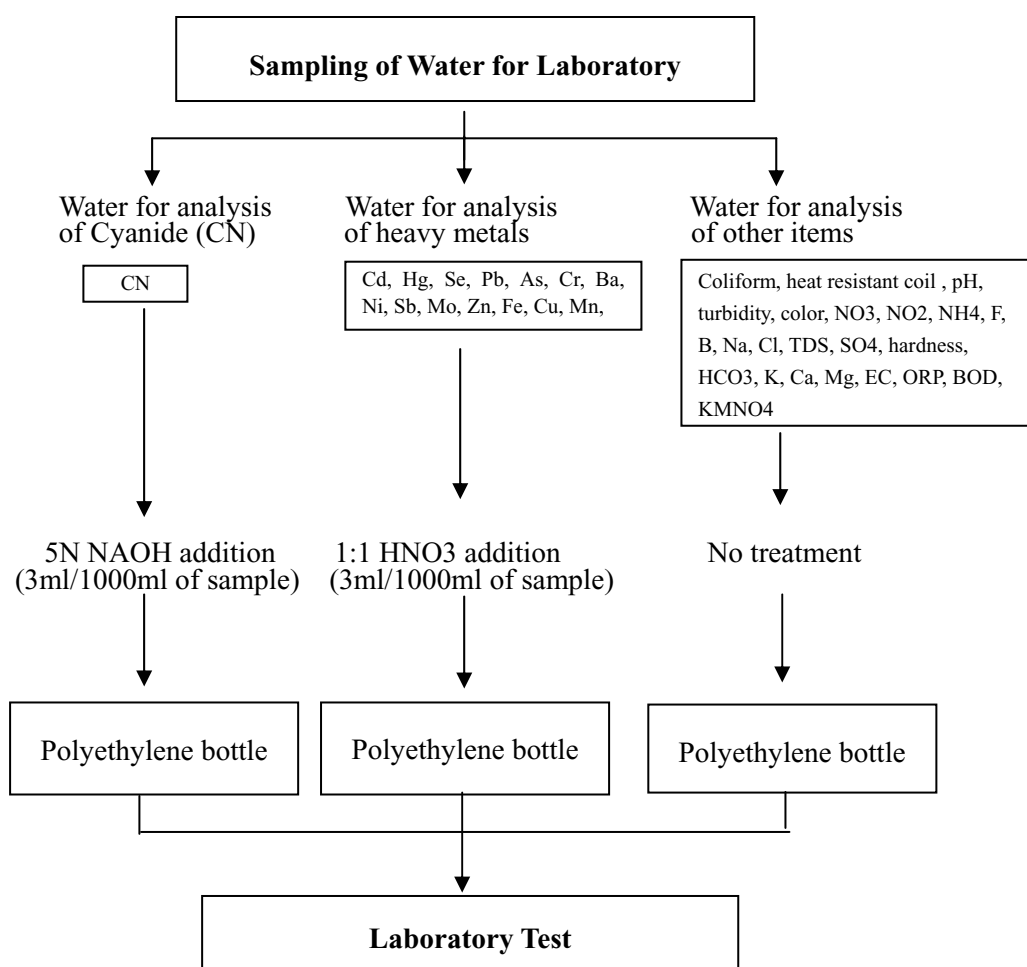 Sampling of Water for Laboratory
Water for analysis
of Cyanide (CN)
CN
Water for analysis
of heavy metals
Cd, Hg, Se, Pb, As, Cr, Ba,
Ni, Sb, Mo, Zn, Fe, Cu, Mn,
Water for analysis
of other items
Coliform, heat resistant coil , pH,
turbidity, color, NO3, NO2, NH4, F,
B, Na, Cl, TDS, SO4, hardness,
HCO3, K, Ca, Mg, EC, ORP, BOD,
KMNO4
5N NAOH addition
(3ml/1000ml of sample)
1:1 HNO3 addition
(3ml/1000ml of sample)
No treatment
Polyethylene bottle
Polyethylene bottle
Polyethylene bottle
Laboratory Test